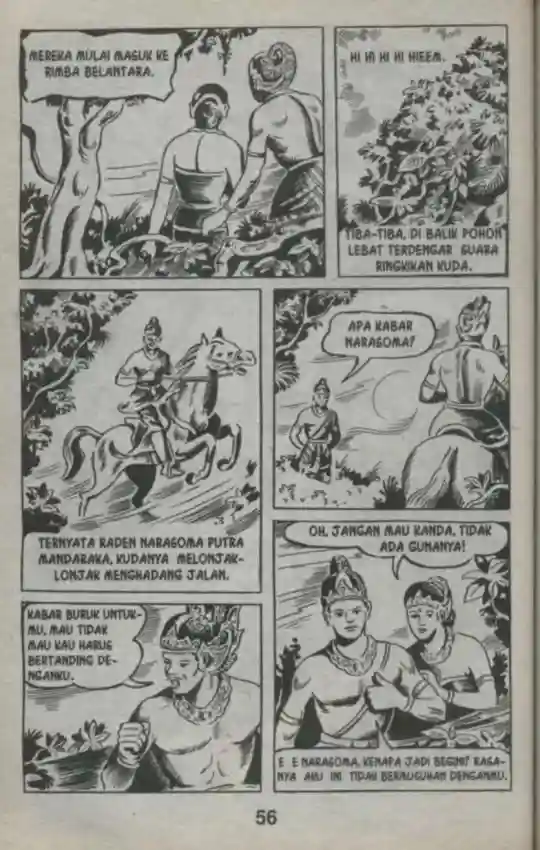 MEREKA MULAI MASUK KE
RIMBA BELANTARA.
HI HI HI HI HIEEM.
TIBA-TIBA, DI BALIK POHON
LEBAT TERDENGAR SUARA
RINGKIKAN KUDA.
TERNYATA RADEN NARASOMA PUTRA
MANDARAKA, KUDANYA MELONJAK-
LONJAK MENGHADANG JALAN.
APA KABAR
NARASOMA?
KABAR BURUK UNTUK-
MU, MAU TIDAK
MAU KAU HARUS
BERTANDING DE-
NGANKU.
OH, JANGAN MAU KANDA, TIDAK
ADA GUNANYA!
E E NARASOMA, KENAPA JADI BEGINI? RASA-
NYA AKU INI TIDAK BERMUSUHAN DENGANMU.
56